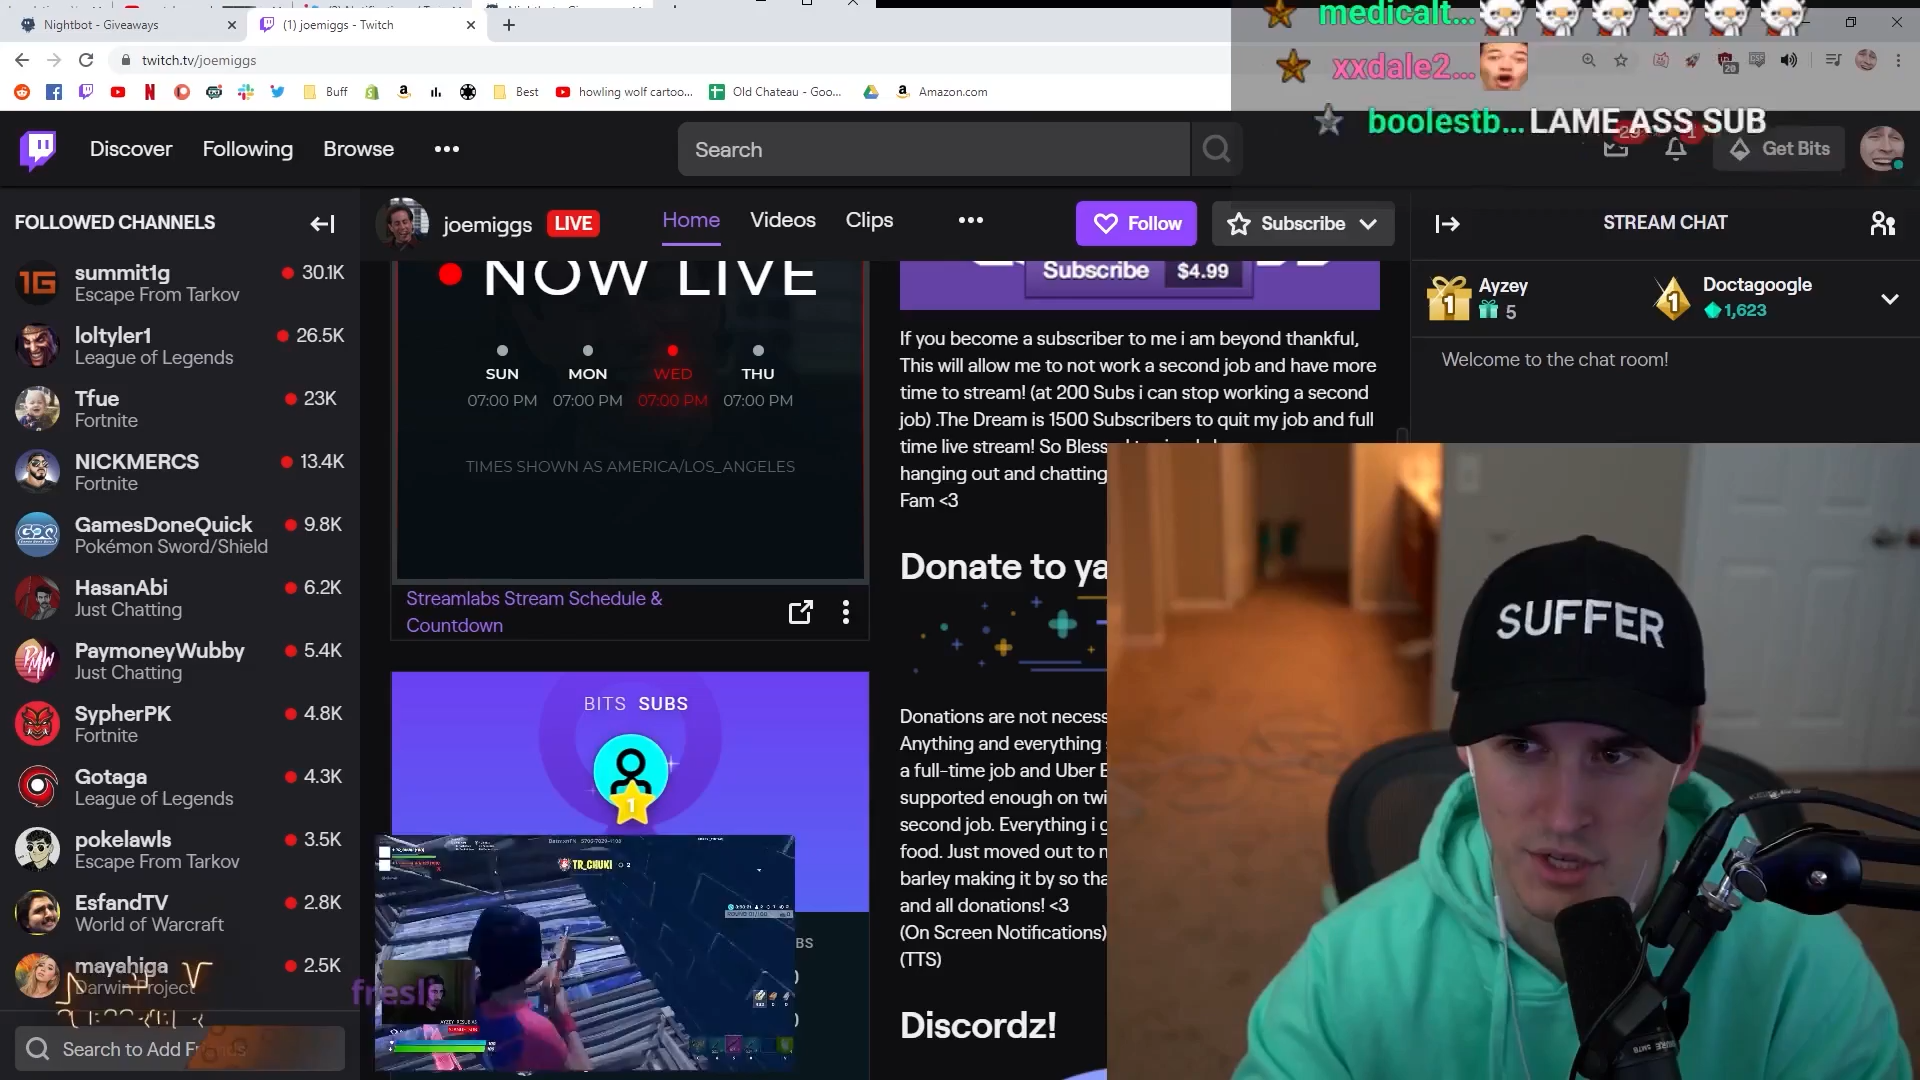 Nightbot - Giveaways
(1) joemiggs - Twitch
twitch.tv/joemiggs
Buff
Best
howling wolf cartoo...
Old Chateau - Goo...
Amazon.com
medicalt...
xxdale2...
boolestb... LAME ASS SUB
Discover
Following
Browse
Search
Get Bits
FOLLOWED CHANNELS
summit1g
30.1K
Escape From Tarkov
loltyler1
26.5K
League of Legends
Tfue
23K
Fortnite
NICKMERCS
13.4K
Fortnite
GamesDoneQuick
9.8K
Pokémon Sword/Shield
HasanAbi
6.2K
Just Chatting
PaymoneyWubby
5.4K
Just Chatting
SypherPK
4.8K
Fortnite
Gotaga
4.3K
League of Legends
pokelawls
3.5K
Escape From Tarkov
EsfandTV
2.8K
World of Warcraft
mayahiga
2.5K
Darwin Project
Search to Add Fr
joemiggs
LIVE
Home
Videos
Clips
Follow
Subscribe
NOW LIVE
SUN MON WED THU
07:00 PM 07:00 PM 07:00 PM 07:00 PM
TIMES SHOWN AS AMERICA/LOS_ANGELES
Streamlabs Stream Schedule &
Countdown
BITS SUBS
1
TR_CHUKI
Subscribe $4.99
If you become a subscriber to me i am beyond thankful,
This will allow me to not work a second job and have more
time to stream! (at 200 Subs i can stop working a second
job) .The Dream is 1500 Subscribers to quit my job and full
time live stream! So Bless
hanging out and chatting
Fam <3
Donate to ya
Donations are not necess
Anything and everything
a full-time job and Uber E
supported enough on twi
second job. Everything i g
food. Just moved out to
barley making it by so tha
and all donations! <3
(On Screen Notifications)
(TTS)
Discordz!
STREAM CHAT
1
Ayzey
5
1
Doctagoogle
1,623
Welcome to the chat room!
SUFFER